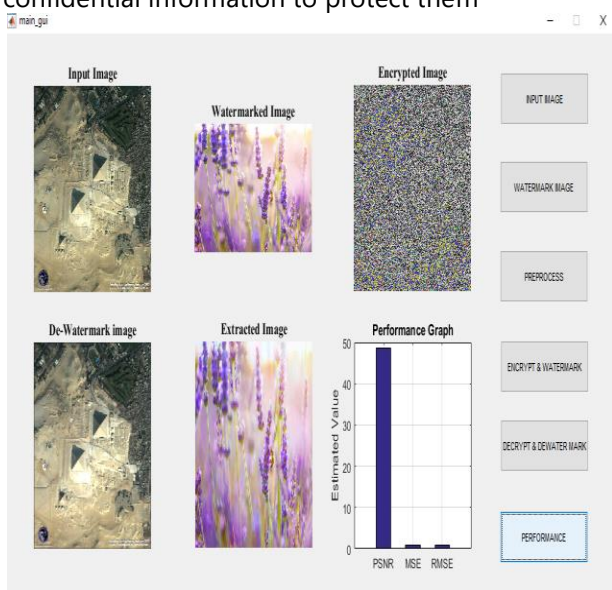 confidential information to protect them
main_gui
Input Image
Watermarked Image
Encrypted Image
INPUT IMAGE
WATERMARK IMAGE
PREPROCESS
ENCRYPT & WATERMARK
DECRYPT & DEWATER MARK
PERFORMANCE
De-Watermark image
Extracted Image
Performance Graph
Estimated Value
50
40
30
20
10
0
PSNR MSE RMSE